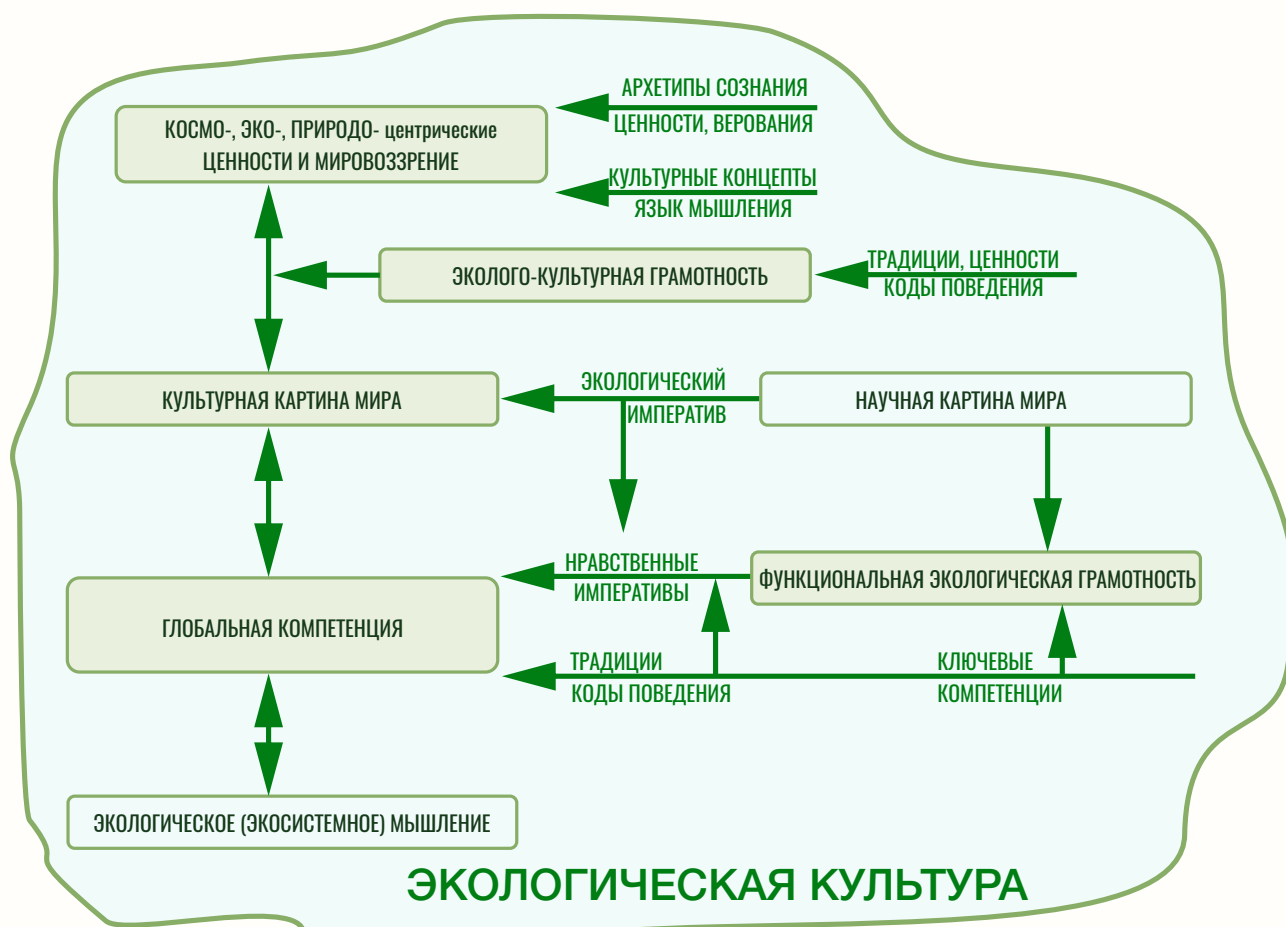 АРХЕТИПЫ СОЗНАНИЯ
ЦЕННОСТИ, ВЕРОВАНИЯ
КОСМО-, ЭКО-, ПРИРОДО- центрические
ЦЕННОСТИ И МИРОВОЗЗРЕНИЕ
КУЛЬТУРНЫЕ КОНЦЕПТЫ
ЯЗЫК МЫШЛЕНИЯ
ЭКОЛОГО-КУЛЬТУРНАЯ ГРАМОТНОСТЬ
ТРАДИЦИИ, ЦЕННОСТИ
КОДЫ ПОВЕДЕНИЯ
КУЛЬТУРНАЯ КАРТИНА МИРА
ЭКОЛОГИЧЕСКИЙ
ИМПЕРАТИВ
НАУЧНАЯ КАРТИНА МИРА
НРАВСТВЕННЫЕ
ИМПЕРАТИВЫ
ФУНКЦИОНАЛЬНАЯ ЭКОЛОГИЧЕСКАЯ ГРАМОТНОСТЬ
ГЛОБАЛЬНАЯ КОМПЕТЕНЦИЯ
ТРАДИЦИИ
КОДЫ ПОВЕДЕНИЯ
КЛЮЧЕВЫЕ
КОМПЕТЕНЦИИ
ЭКОЛОГИЧЕСКОЕ (ЭКОСИСТЕМНОЕ) МЫШЛЕНИЕ
ЭКОЛОГИЧЕСКАЯ КУЛЬТУРА